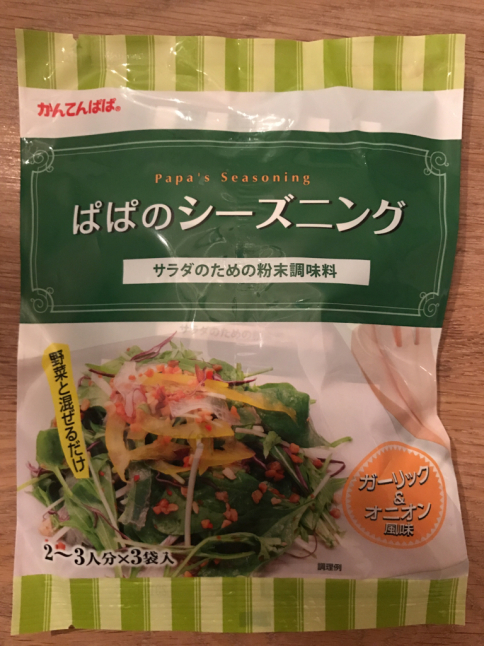 かんてんぱぱ®
Papa's Seasoning
ぱぱのシーズニング
サラダのための粉末調味料
野菜と混ぜるだけ
ガーリック
&
オニオン
風味
2～3人分×3袋入
調理例